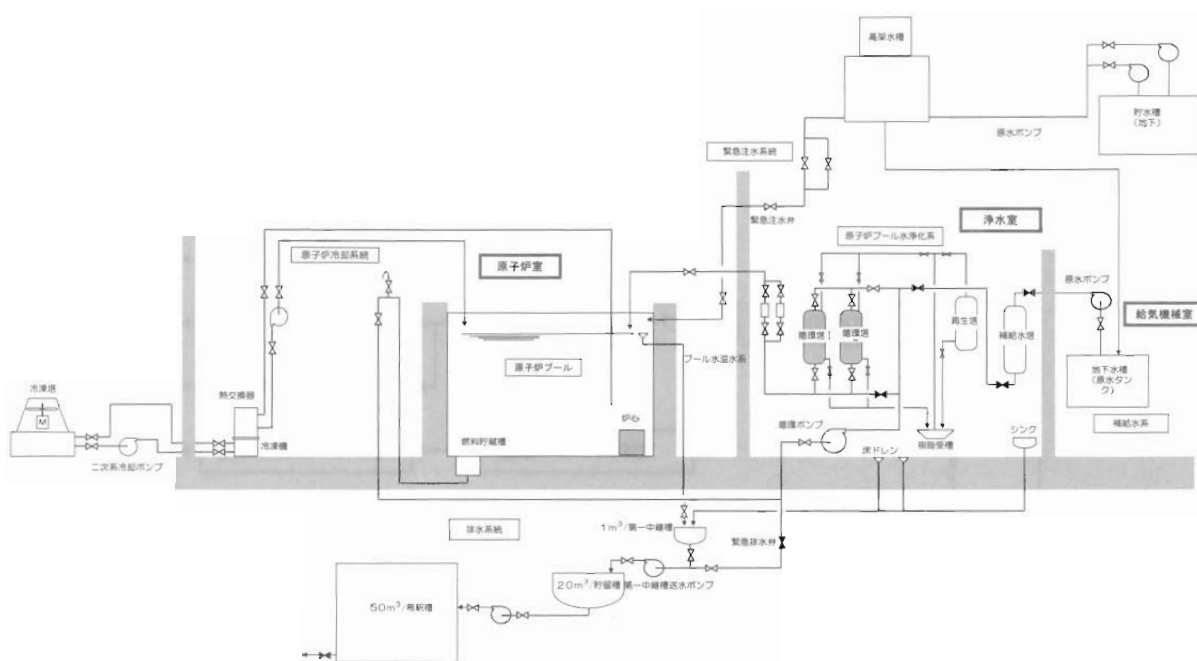 高架水槽
貯水槽
(地下)
原水ポンプ
緊急注水系統
浄水室
緊急注水弁
原子炉プール水浄化系
原子炉冷却系統
原子炉室
原水ポンプ
給気機械室
循環塔
循環塔
再生塔
補給水塔
プール水溢水系
原子炉プール
地下水槽
(原水タン
ク)
冷凍塔
M
熱交換器
炉心
補給水系
燃料貯蔵槽
冷凍機
循環ポンプ
樹脂受槽
シンク
二次系冷却ポンプ
床ドレン
排水系統
1m³/第一中継槽
緊急排水弁
20m³/貯留槽
第一中継槽送水ポンプ
50m³/希釈槽